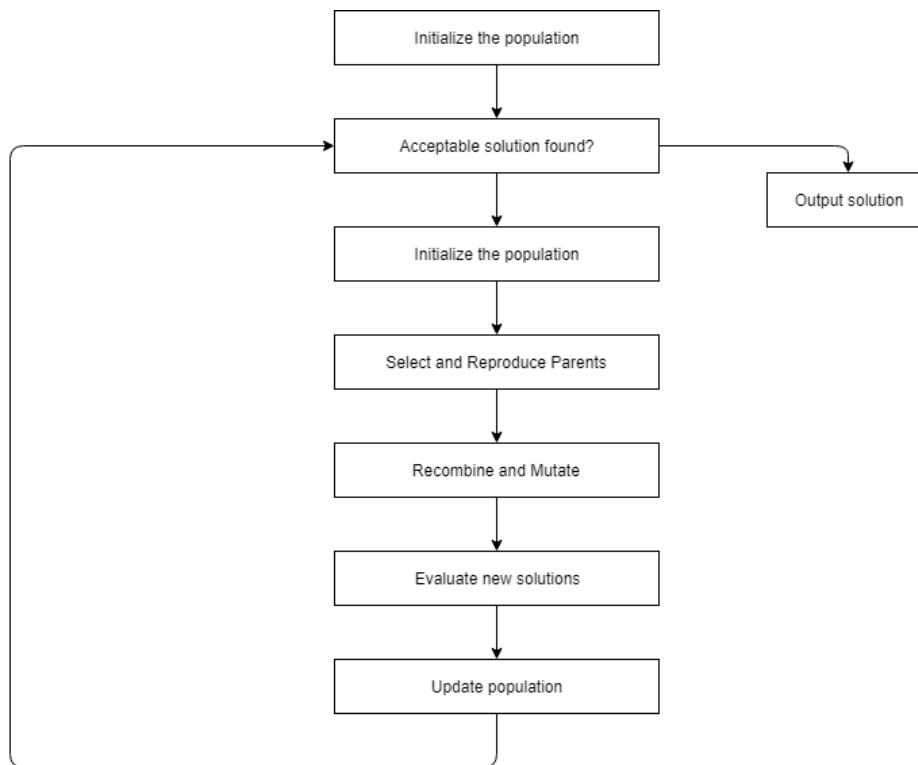 Initialize the population
Acceptable solution found?
Output solution
Initialize the population
Select and Reproduce Parents
Recombine and Mutate
Evaluate new solutions
Update population